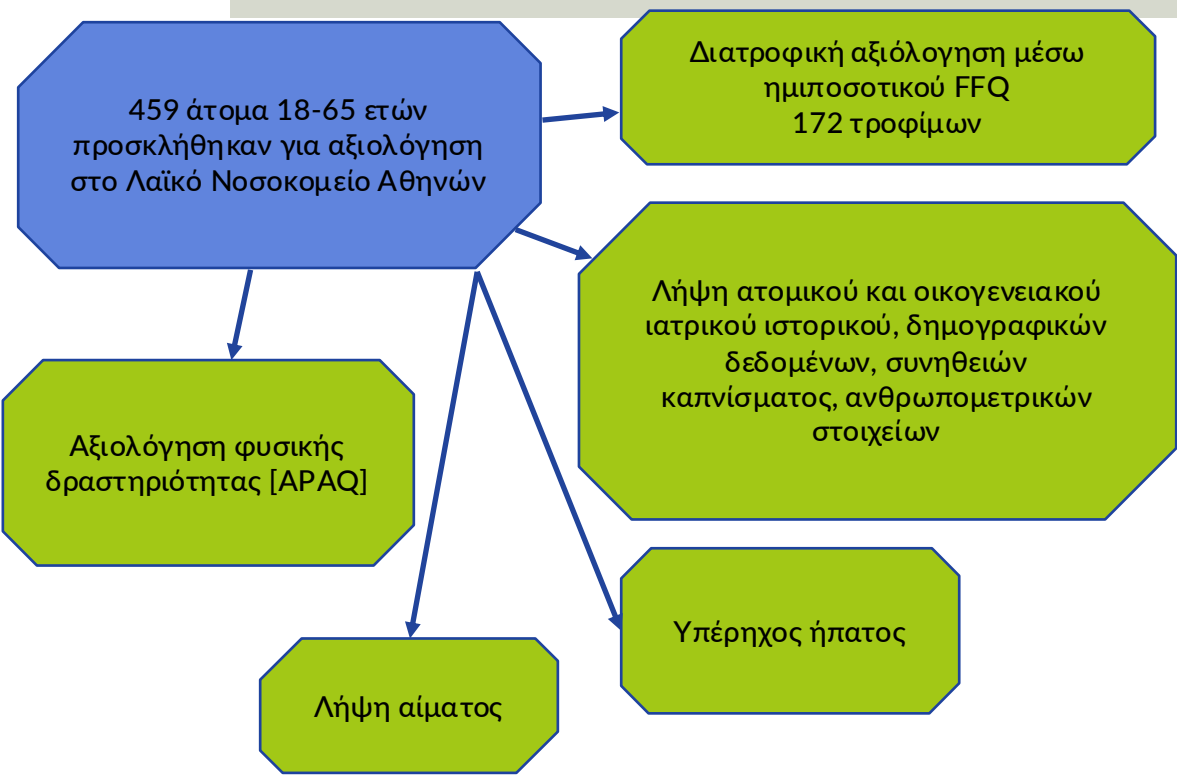 459 άτομα 18-65 ετών
προσκλήθηκαν για αξιολόγηση
στο Λαϊκό Νοσοκομείο Αθηνών
Διατροφική αξιόλογηση μέσω
ημιποσοτικού FFQ
172 τροφίμων
Λήψη ατομικού και οικογενειακού
ιατρικού ιστορικού, δημογραφικών
δεδομένων, συνηθειών
καπνίσματος, ανθρωπομετρικών
στοιχείων
Αξιολόγηση φυσικής
δραστηριότητας [APAQ]
Υπέρηχος ήπατος
Λήψη αίματος